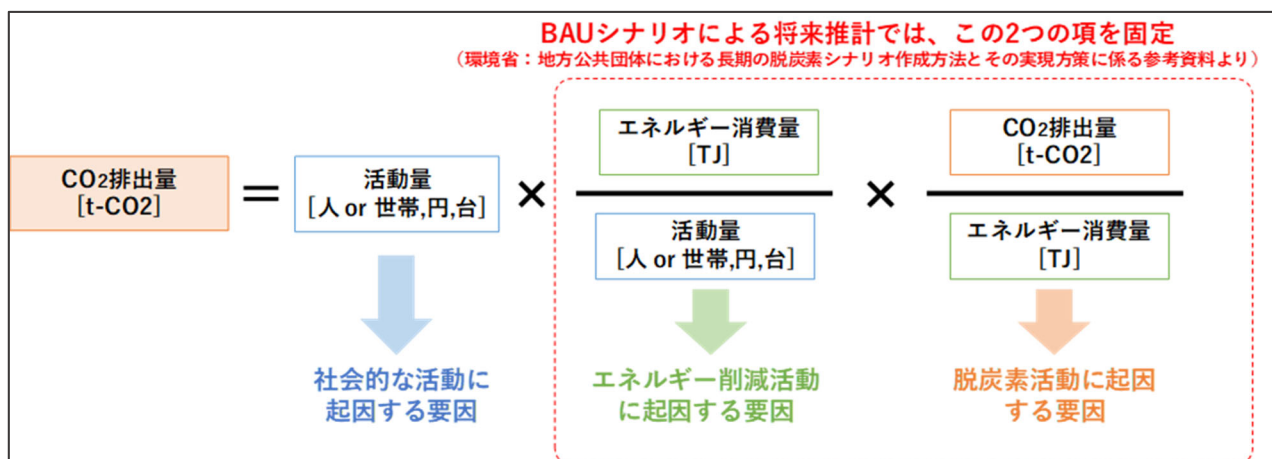 BAUシナリオによる将来推計では、この2つの項を固定
（環境省：地方公共団体における長期の脱炭素シナリオ作成方法とその実現方策に係る参考資料より）
CO2排出量
[t-CO2]
＝
活動量
[人 or 世帯,円,台]
×
エネルギー消費量
[TJ]
活動量
[人 or 世帯,円,台]
×
CO2排出量
[t-CO2]
エネルギー消費量
[TJ]
社会的な活動に
起因する要因
エネルギー削減活動
に起因する要因
脱炭素活動に起因
する要因